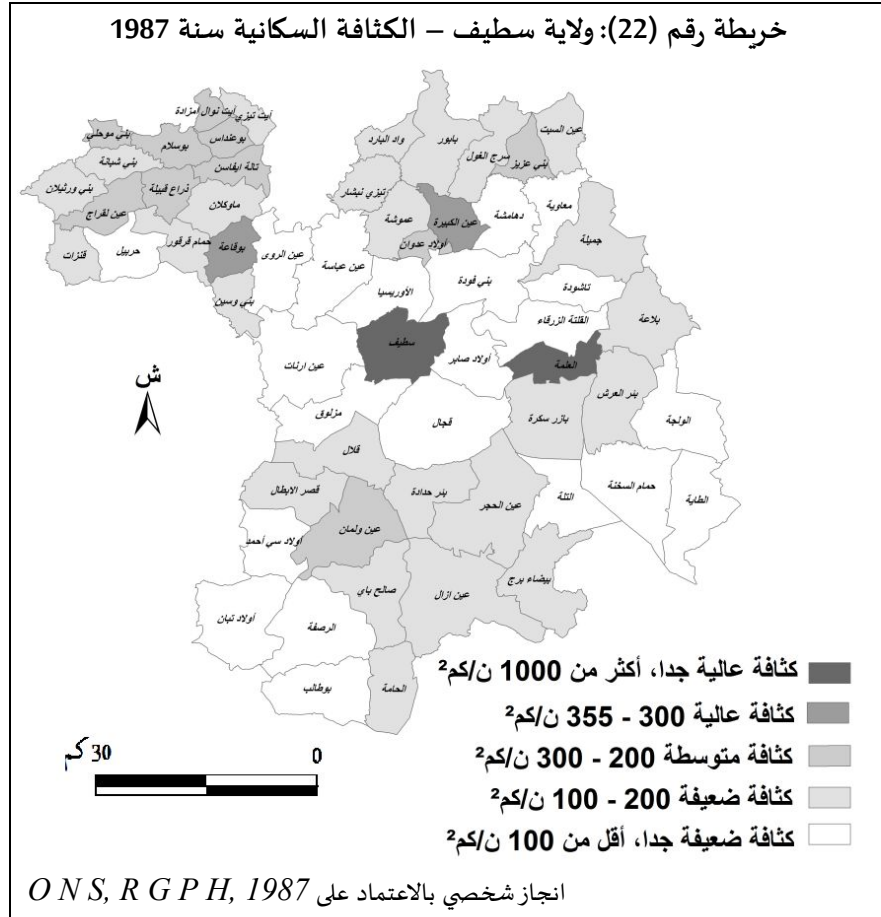 خريطة رقم (22): ولاية سطيف – الكثافة السكانية سنة 1987
أيت نوال امزادة
أيت تيزي
بني موحلي
بوسلام
بوعنداس
بني شبانة
تالة ايفاسن
بني ورثيلان
ذراع قبيلة
ماوكلان
عين لقراج
قنزات
حربيل
حمام قرقور
بوقاعة
بني وسين
عين الروى
عين عباسة
واد البارد
بابور
سرج الغول
بني عزيز
عين السبت
تيزي نبشار
عموشة
عين الكبيرة
أولاد عدوان
دهامشة
معاوية
جميلة
بني فودة
تاشودة
الأوريسيا
القلتة الزرقاء
بلاعة
سطيف
أولاد صابر
العلمة
عين ارنات
بئر العرش
بازر سكرة
الولجة
مزلوق
قجال
قلال
قصر الابطال
بئر حدادة
عين الحجر
التلة
حمام السخنة
الطاية
أولاد سي أحمد
عين ولمان
صالح باي
عين ازال
بيضاء برج
أولاد تبان
الرصفة
بوطالب
الحامة
ش
كثافة عالية جدا، أكثر من 1000 ن/كم²
كثافة عالية 300 - 355 ن/كم²
كثافة متوسطة 200 - 300 ن/كم²
كثافة ضعيفة 200 - 100 ن/كم²
كثافة ضعيفة جدا، أقل من 100 ن/كم²
0 30 كم
انجاز شخصي بالاعتماد على O N S, R G P H, 1987